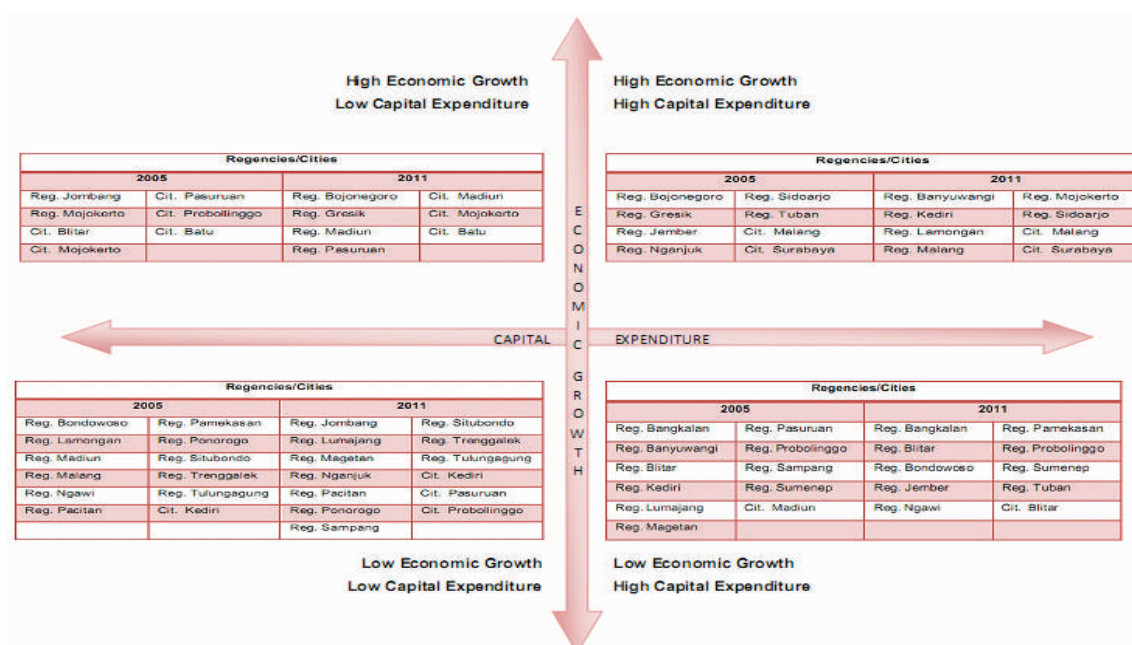 High Economic Growth
Low Capital Expenditure
High Economic Growth
High Capital Expenditure
Regencies/Cities
2005 2011
Reg. Jombang Cit. Pasuruan Reg. Bojonegoro Cit. Madiun
Reg. Mojokerto Cit. Probollinggo Reg. Gresik Cit. Mojokerto
Cit. Blitar Cit. Batu Reg. Madiun Cit. Batu
Cit. Mojokerto Reg. Pasuruan
Regencies/Cities
2005 2011
Reg. Bojonegoro Reg. Sidoarjo Reg. Banyuwangi Reg. Mojokerto
Reg. Gresik Reg. Tuban Reg. Kediri Reg. Sidoarjo
Reg. Jember Cit. Malang Reg. Lamongan Cit. Malang
Reg. Nganjuk Cit. Surabaya Reg. Malang Cit. Surabaya
ECONOMIC GROWTH
CAPITAL EXPENDITURE
Regencies/Cities
2005 2011
Reg. Bondowoso Reg. Pamekasan Reg. Jombang Reg. Situbondo
Reg. Lamongan Reg. Ponorogo Reg. Lumajang Reg. Trenggalek
Reg. Madiun Reg. Situbondo Reg. Magetan Reg. Tulungagung
Reg. Malang Reg. Trenggalek Reg. Nganjuk Cit. Kediri
Reg. Ngawi Reg. Tulungagung Reg. Pacitan Cit. Pasuruan
Reg. Pacitan Cit. Kediri Reg. Ponorogo Cit. Probollinggo
Reg. Sampang
Regencies/Cities
2005 2011
Reg. Bangkalan Reg. Pasuruan Reg. Bangkalan Reg. Pamekasan
Reg. Banyuwangi Reg. Probolinggo Reg. Blitar Reg. Probolinggo
Reg. Blitar Reg. Sampang Reg. Bondowoso Reg. Sumenep
Reg. Kediri Reg. Sumenep Reg. Jember Reg. Tuban
Reg. Lumajang Cit. Madiun Reg. Ngawi Cit. Blitar
Reg. Magetan
Low Economic Growth
Low Capital Expenditure
Low Economic Growth
High Capital Expenditure